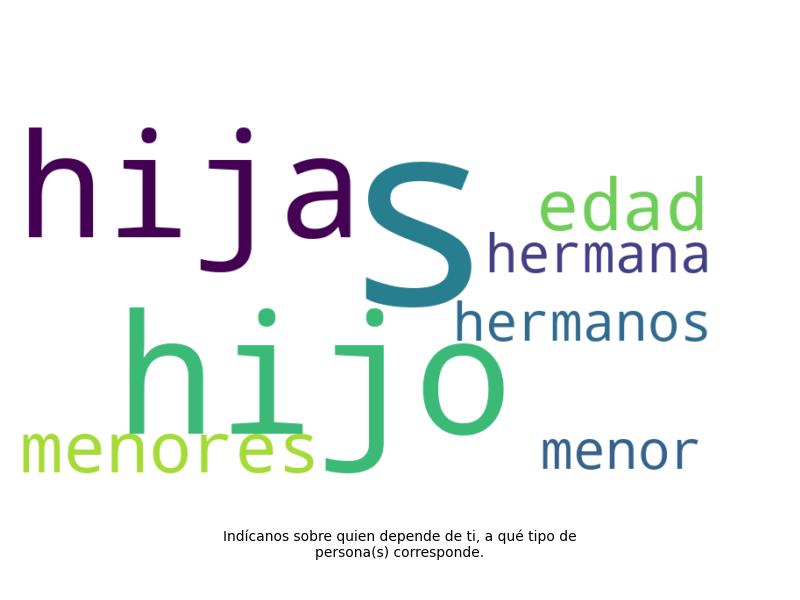 hija
s
edad
hermana
hermanos
hijo
menores
menor
Indícanos sobre quien depende de ti, a qué tipo de
persona(s) corresponde.